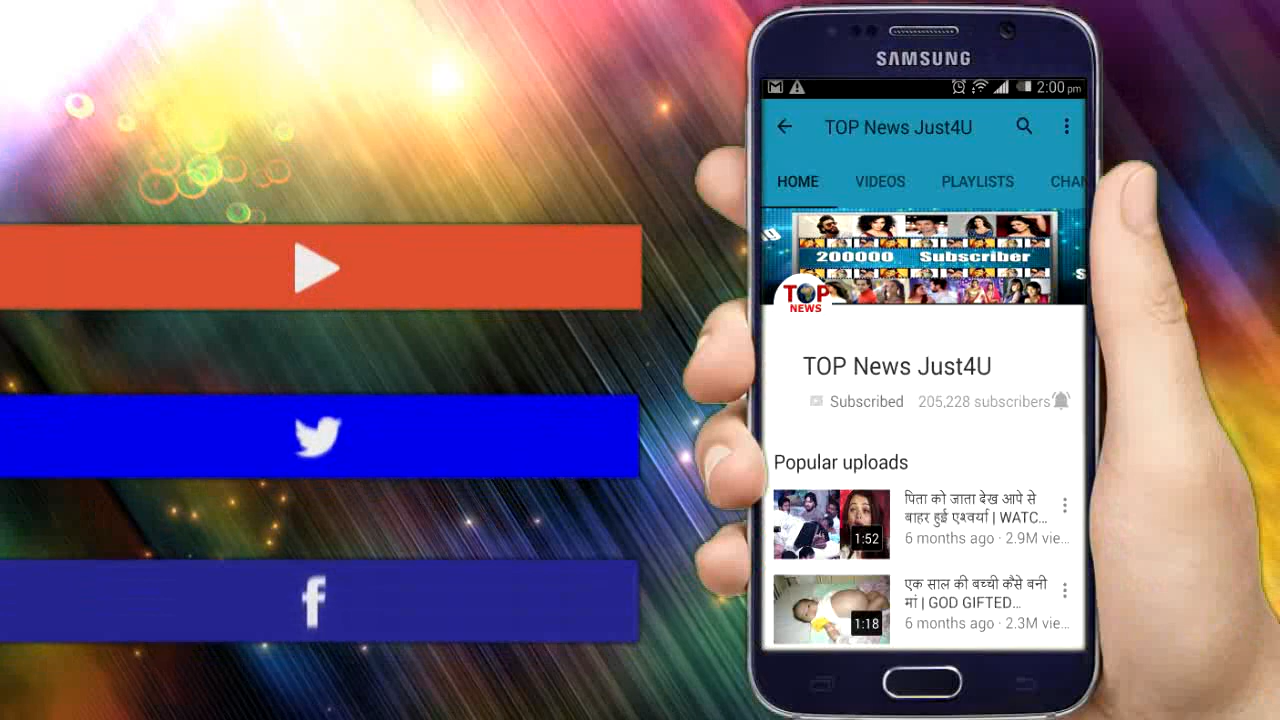 SAMSUNG
2:00 pm
TOP News Just4U
HOME VIDEOS PLAYLISTS CHAN
200000 Subscriber
TOP
NEWS
TOP News Just4U
Subscribed 205,228 subscribers
Popular uploads
पिता को जाता देख आपे से
बाहर हुई एश्वर्या | WATC...
1:52
6 months ago · 2.9M vie...
एक साल की बच्ची कैसे बनी
मां | GOD GIFTED...
1:18
6 months ago · 2.3M vie...